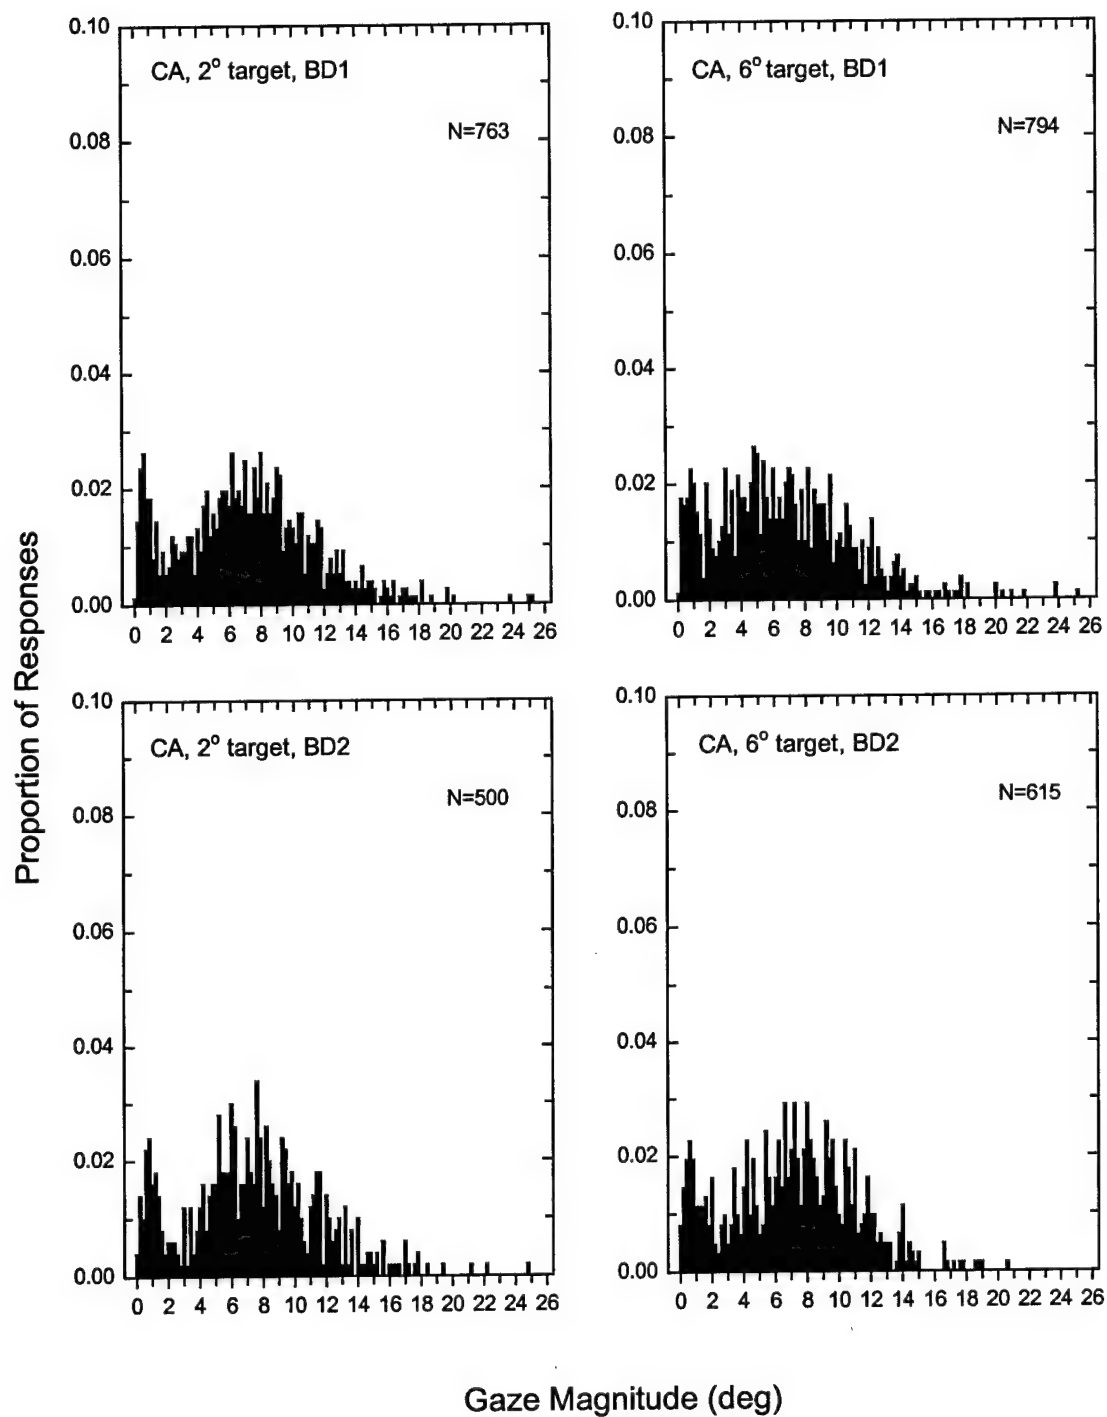 CA, 2° target, BD1
N=763
0.10
0.08
0.06
0.04
0.02
0.00
0 2 4 6 8 10 12 14 16 18 20 22 24 26
CA, 6° target, BD1
N=794
0.10
0.08
0.06
0.04
0.02
0.00
0 2 4 6 8 10 12 14 16 18 20 22 24 26
CA, 2° target, BD2
N=500
0.10
0.08
0.06
0.04
0.02
0.00
0 2 4 6 8 10 12 14 16 18 20 22 24 26
CA, 6° target, BD2
N=615
0.10
0.08
0.06
0.04
0.02
0.00
0 2 4 6 8 10 12 14 16 18 20 22 24 26
Proportion of Responses
Gaze Magnitude (deg)